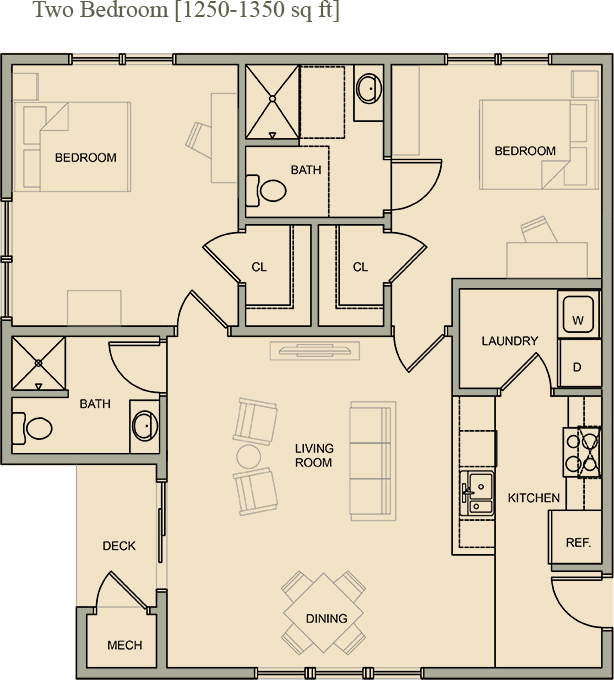 Two Bedroom [1250-1350 sq ft]
BEDROOM
BEDROOM
BATH
CL
CL
W
LAUNDRY
D
BATH
LIVING
ROOM
KITCHEN
DECK
REF.
DINING
MECH